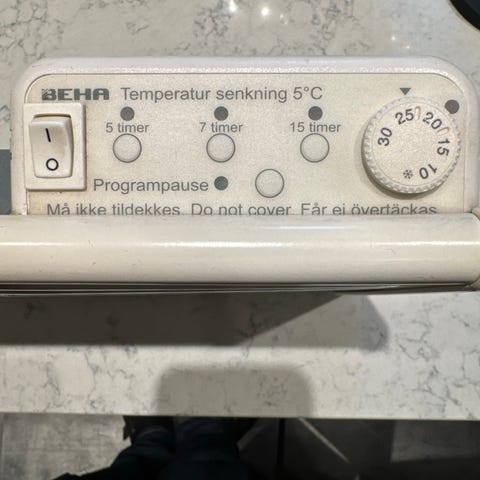 BEHA Temperatur senkning 5°C
5 timer 7 timer 15 timer
30 25 20 15 10 *
I
O
Programpause
Må ikke tildekkes. Do not cover. Får ei övertäckas